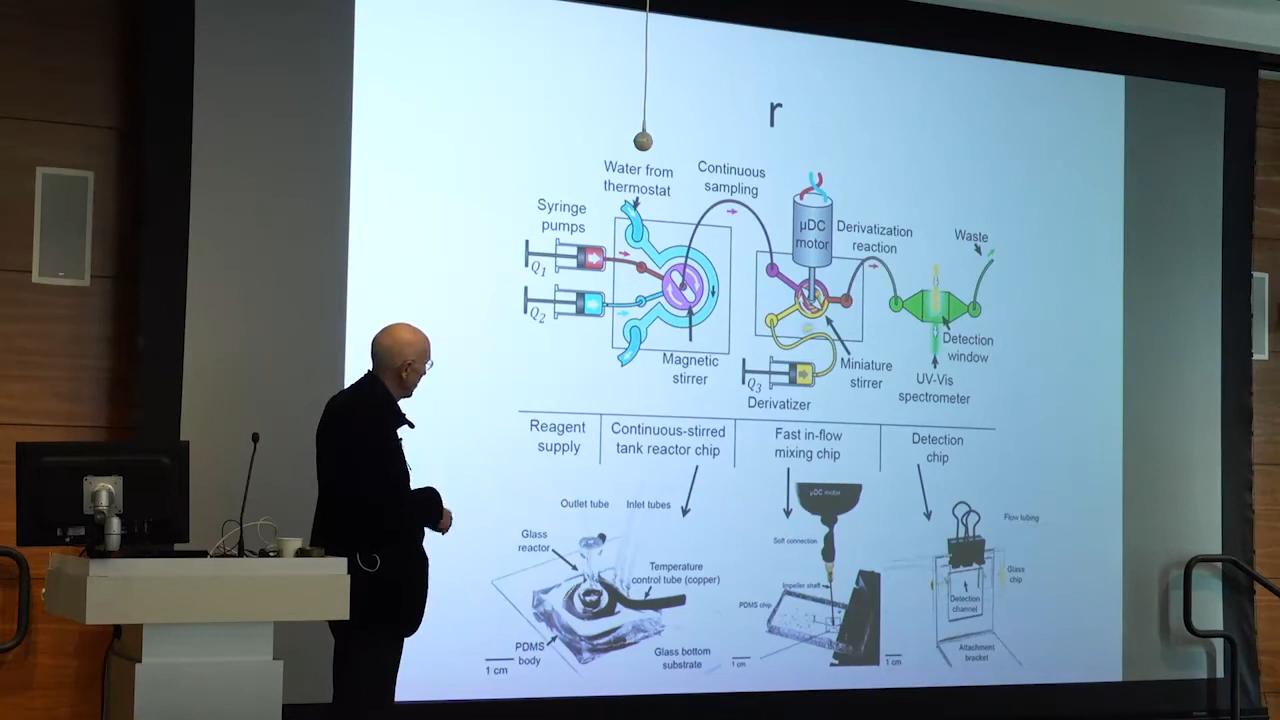 r
Water from
thermostat
Continuous
sampling
Syringe
pumps
µDC
motor
Derivatization
reaction
Waste
Q1
Q2
Magnetic
stirrer
Q3
Derivatizer
Miniature
stirrer
Detection
window
UV-Vis
spectrometer
Reagent
supply
Continuous-stirred
tank reactor chip
Fast in-flow
mixing chip
Detection
chip
Outlet tube
Inlet tubes
Glass
reactor
Temperature
control tube (copper)
PDMS
body
Glass bottom
substrate
1 cm
µDC motor
Soft connection
Impeller shaft
PDMS chip
1 cm
Flow tubing
Glass
chip
Detection
channel
Attachment
bracket
1 cm